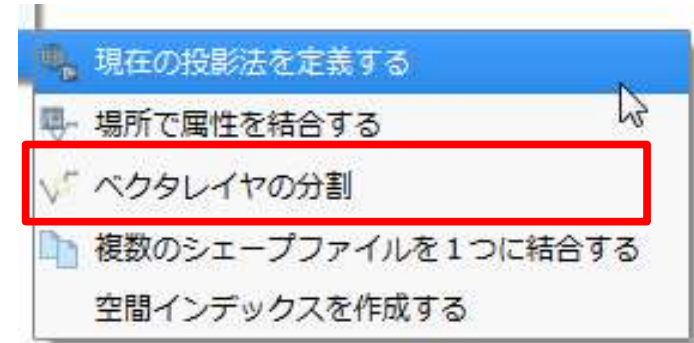 現在の投影法を定義する
場所で属性を結合する
ベクタレイヤの分割
複数のシェープファイルを１つに結合する
空間インデックスを作成する